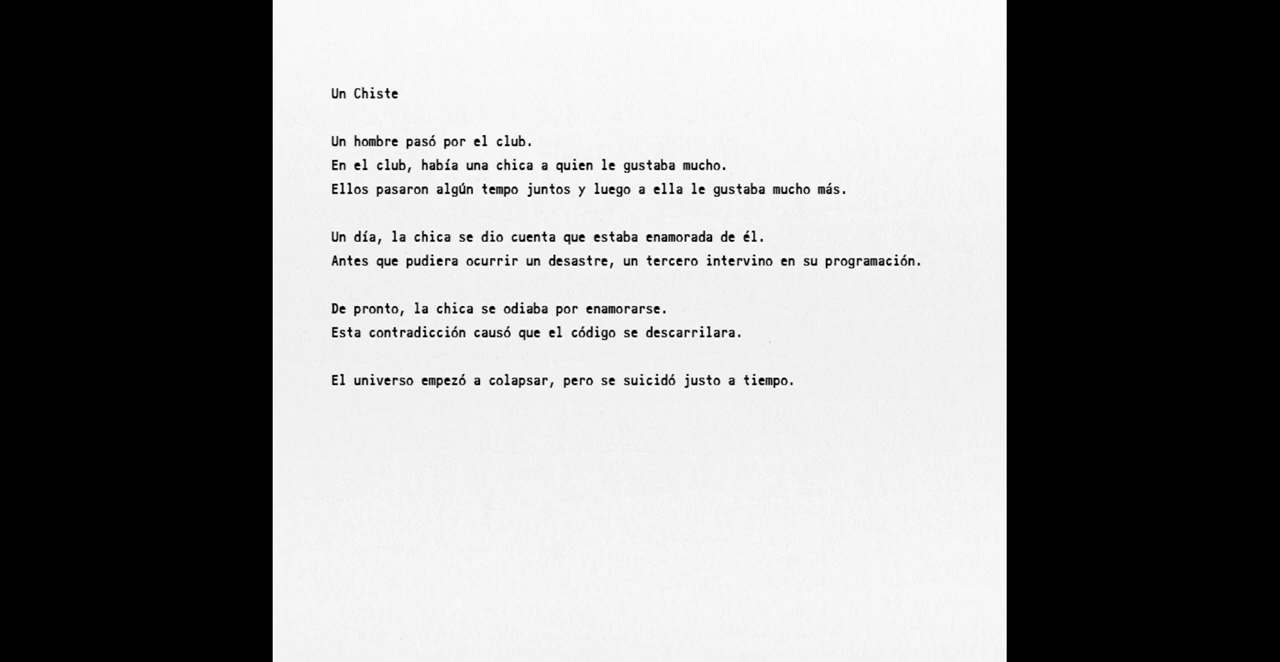 Un Chiste
Un hombre pasó por el club.
En el club, había una chica a quien le gustaba mucho.
Ellos pasaron algún tempo juntos y luego a ella le gustaba mucho más.
Un día, la chica se dio cuenta que estaba enamorada de él.
Antes que pudiera ocurrir un desastre, un tercero intervino en su programación.
De pronto, la chica se odiaba por enamorarse.
Esta contradicción causó que el código se descarrilara.
El universo empezó a colapsar, pero se suicidó justo a tiempo.